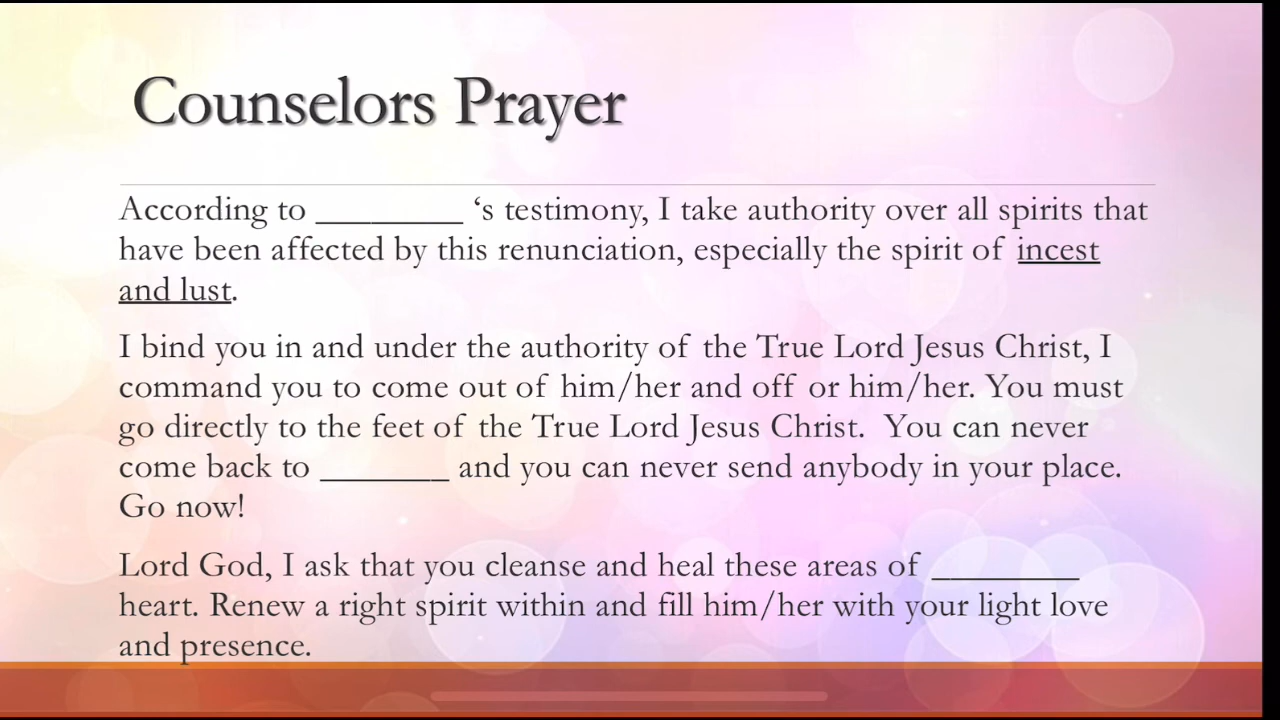 Counselors Prayer
According to ________ ‘s testimony, I take authority over all spirits that
have been affected by this renunciation, especially the spirit of incest
and lust.
I bind you in and under the authority of the True Lord Jesus Christ, I
command you to come out of him/her and off or him/her. You must
go directly to the feet of the True Lord Jesus Christ.  You can never
come back to _______ and you can never send anybody in your place.
Go now!
Lord God, I ask that you cleanse and heal these areas of ________
heart. Renew a right spirit within and fill him/her with your light love
and presence.